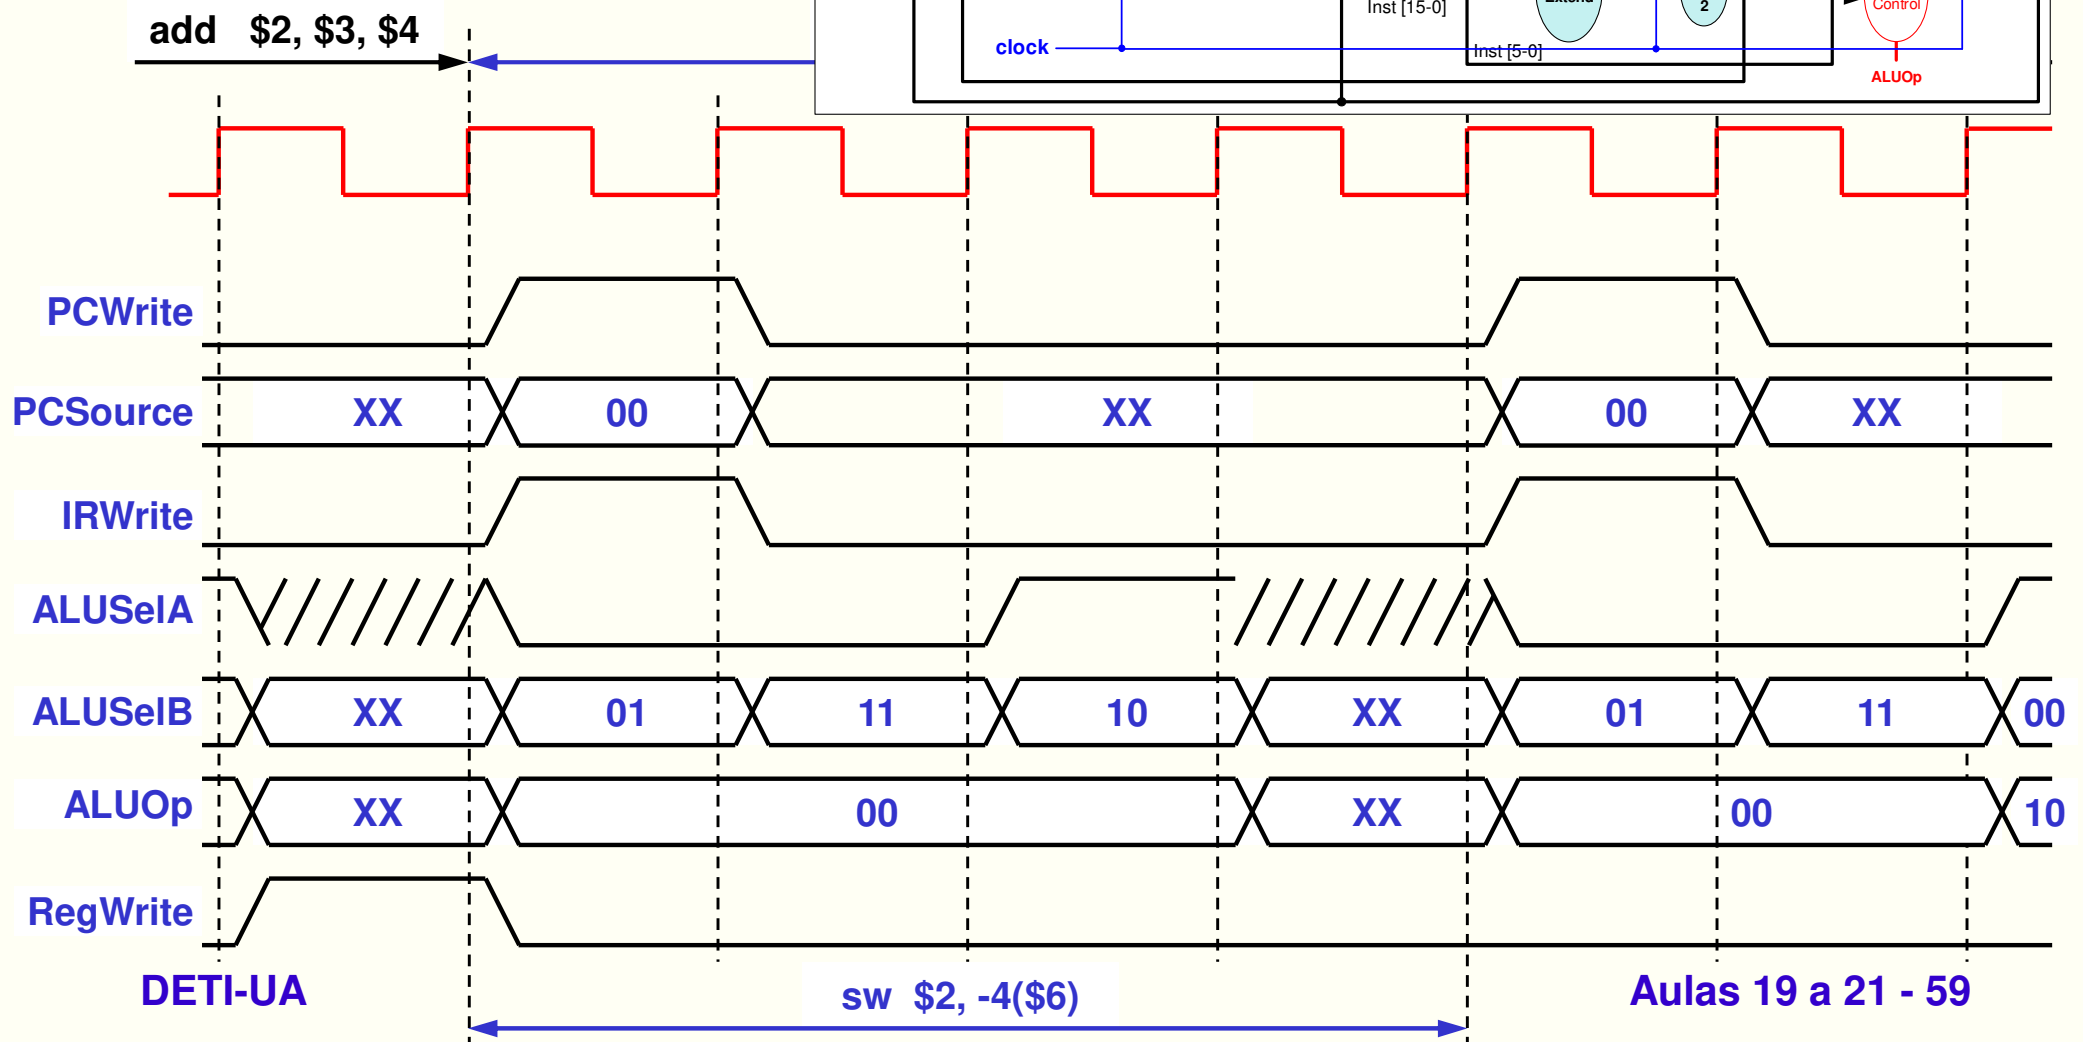 add $2, $3, $4
Inst [15-0]
2
Control
clock
Inst [5-0]
ALUOp
PCWrite
PCSource XX 00 XX 00 XX
IRWrite
ALUSelA
ALUSelB XX 01 11 10 XX 01 11 00
ALUOp XX 00 XX 00 10
RegWrite
DETI-UA
sw $2, -4($6)
Aulas 19 a 21 - 59